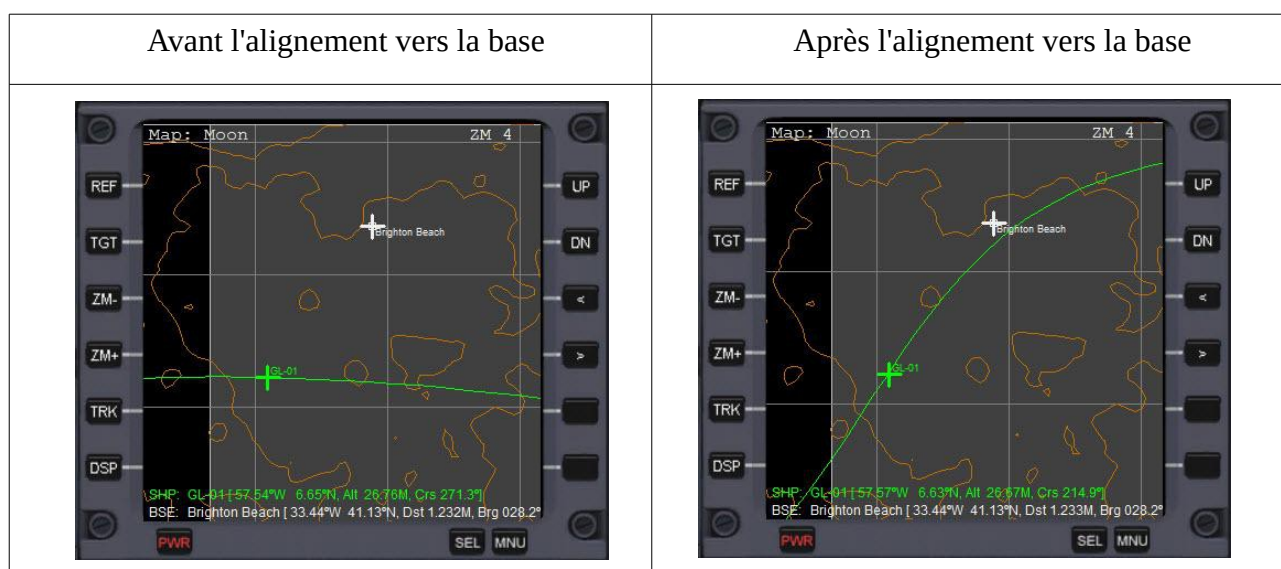 Avant l'alignement vers la base
Après l'alignement vers la base
Map: Moon ZM 4
REF
UP
TGT
DN
Brighton Beach
ZM-
<
ZM+
>
GL-01
TRK
DSP
SHP: GL-01 [ 57.54°W 6.65°N, Alt 26.76M, Crs 271.3°]
BSE: Brighton Beach [ 33.44°W 41.13°N, Dst 1.232M, Brg 028.2°
PWR
SEL MNU
Map: Moon ZM 4
REF
UP
TGT
DN
Brighton Beach
ZM-
<
ZM+
>
GL-01
TRK
DSP
SHP: GL-01 [ 57.57°W 6.63°N, Alt 26.67M, Crs 214.9°]
BSE: Brighton Beach [ 33.44°W 41.13°N, Dst 1.233M, Brg 028.2°
PWR
SEL MNU